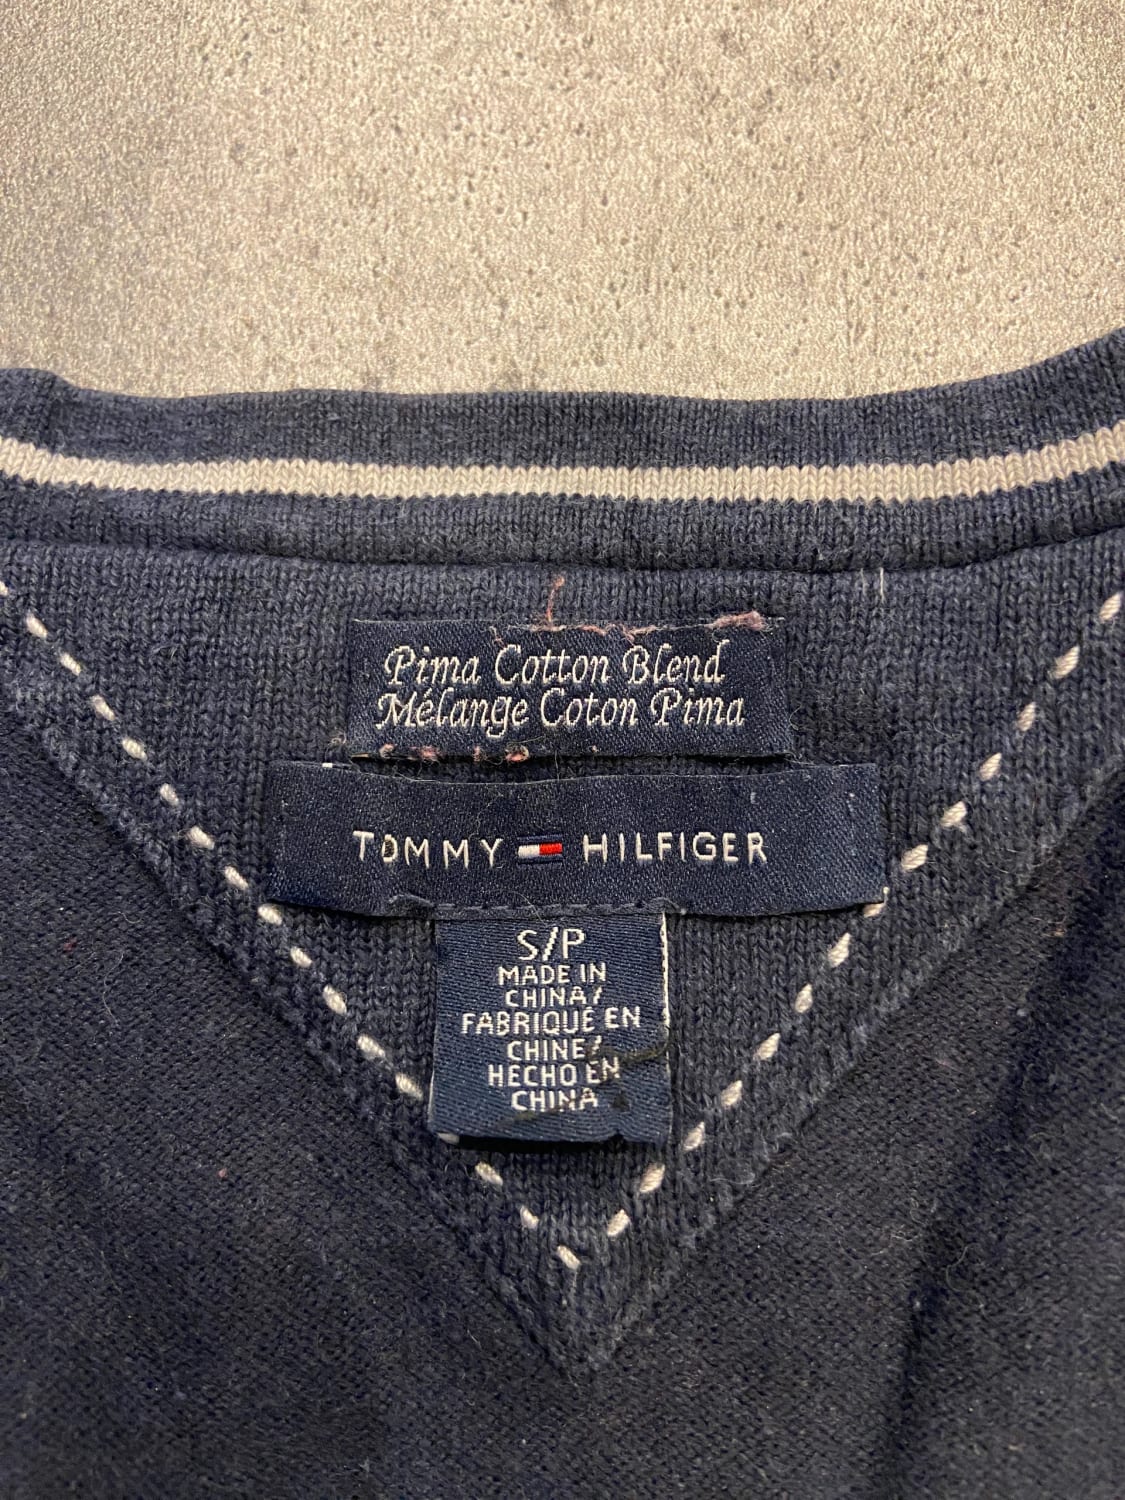 Pima Cotton Blend
Mélange Coton Pima
TOMMY HILFIGER
S/P
MADE IN
CHINA/
FABRIQUÉ EN
CHINE/
HECHO EN
CHINA